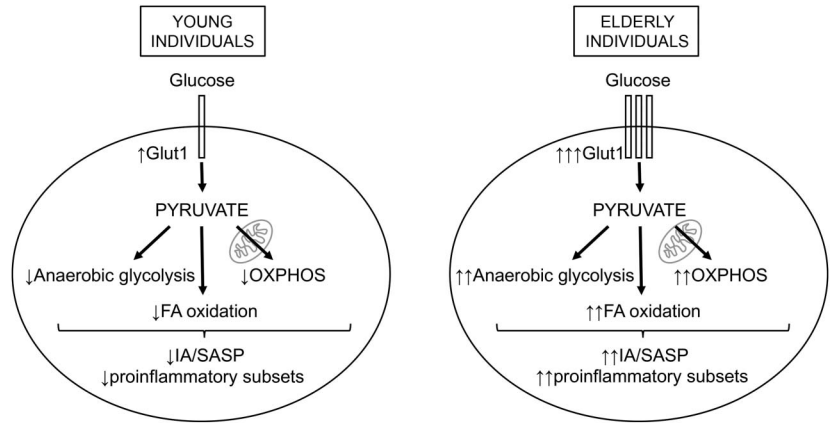 YOUNG
INDIVIDUALS
Glucose
↑Glut1
PYRUVATE
↓Anaerobic glycolysis
↓OXPHOS
↓FA oxidation
↓IA/SASP
↓proinflammatory subsets
ELDERLY
INDIVIDUALS
Glucose
↑↑↑Glut1
PYRUVATE
↑↑Anaerobic glycolysis
↑↑OXPHOS
↑↑FA oxidation
↑↑IA/SASP
↑↑proinflammatory subsets